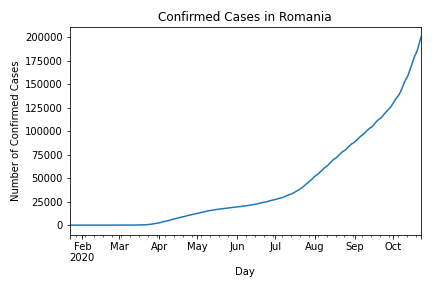 Confirmed Cases in Romania
Number of Confirmed Cases
200000
175000
150000
125000
100000
75000
50000
25000
0
Feb Mar Apr May Jun Jul Aug Sep Oct
2020
Day